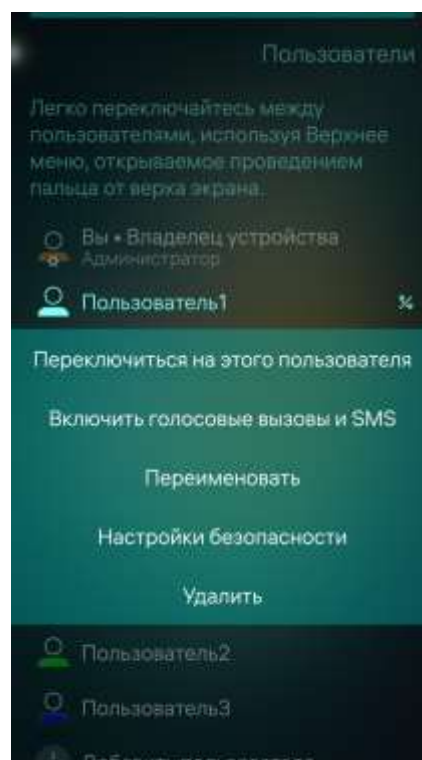 Пользователи
Легко переключайтесь между
пользователями, используя Верхнее
меню, открываемое проведением
пальца от верха экрана.
Вы • Владелец устройства
Администратор
Пользователь1
Переключиться на этого пользователя
Включить голосовые вызовы и SMS
Переименовать
Настройки безопасности
Удалить
Пользователь2
Пользователь3